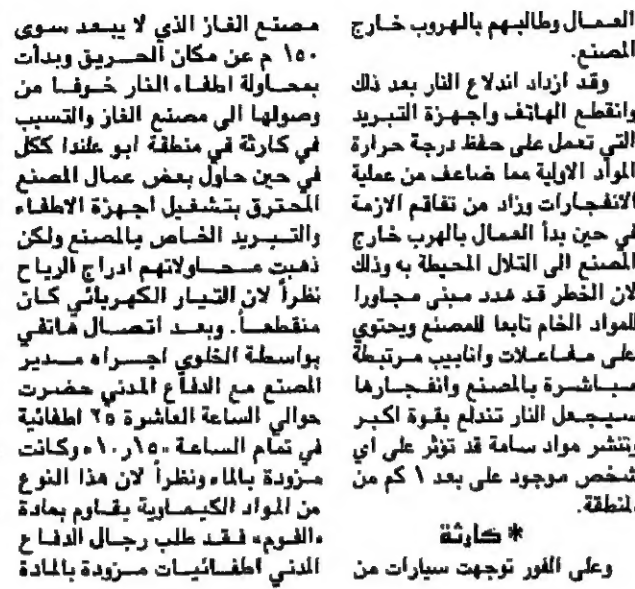 العمال وطالبهم بالهروب خارج
المصنع.
وقد ازداد اندلاع النار بعد ذلك
وانقطع الهاتف واجهزة التبريد
التي تعمل على حفظ درجة حرارة
المواد الاولية مما ضاعف من عملية
الانفجارات وزاد من تفاقم الازمة
في حين بدأ العمال بالهرب خارج
المصنع الى التلال المحيطة به وذلك
لان الخطر قد هدد مبنى مجاورا
للمواد الخام تابعا للمصنع ويحتوي
على مفاعلات وانابيب مرتبطة
مباشرة بالمصنع وانفجارها
سيجعل النار تندلع بقوة اكبر
وتنشر مواد سامة قد تؤثر على اي
شخص موجود على بعد ١ كم من
لمنطقة.
* كارثة
وعلى الفور توجهت سيارات من
مصنع الغاز الذي لا يبعد سوى
١٥٠ م عن مكان الحريق وبدأت
بمحاولة اطفاء النار خوفا من
وصولها الى مصنع الغاز والتسبب
في كارثة في منطقة ابو علندا ككل
في حين حاول بعض عمال المصنع
المحترق بتشغيل اجهزة الاطفاء
والتبريد الخاص بالمصنع ولكن
ذهبت محاولاتهم ادراج الرياح
نظراً لان التيار الكهربائي كان
منقطعاً. وبعد اتصال هاتفي
بواسطة الخلوي اجراه مدير
المصنع مع الدفاع المدني حضرت
حوالي الساعة العاشرة ٢٥ اطفائية
في تمام الساعة «١٥ر١٠» وكانت
مزودة بالماء ونظراً لان هذا النوع
من المواد الكيماوية يقاوم بمادة
«الفوم» فقد طلب رجال الدفاع
المدني اطفائيات مزودة بالمادة